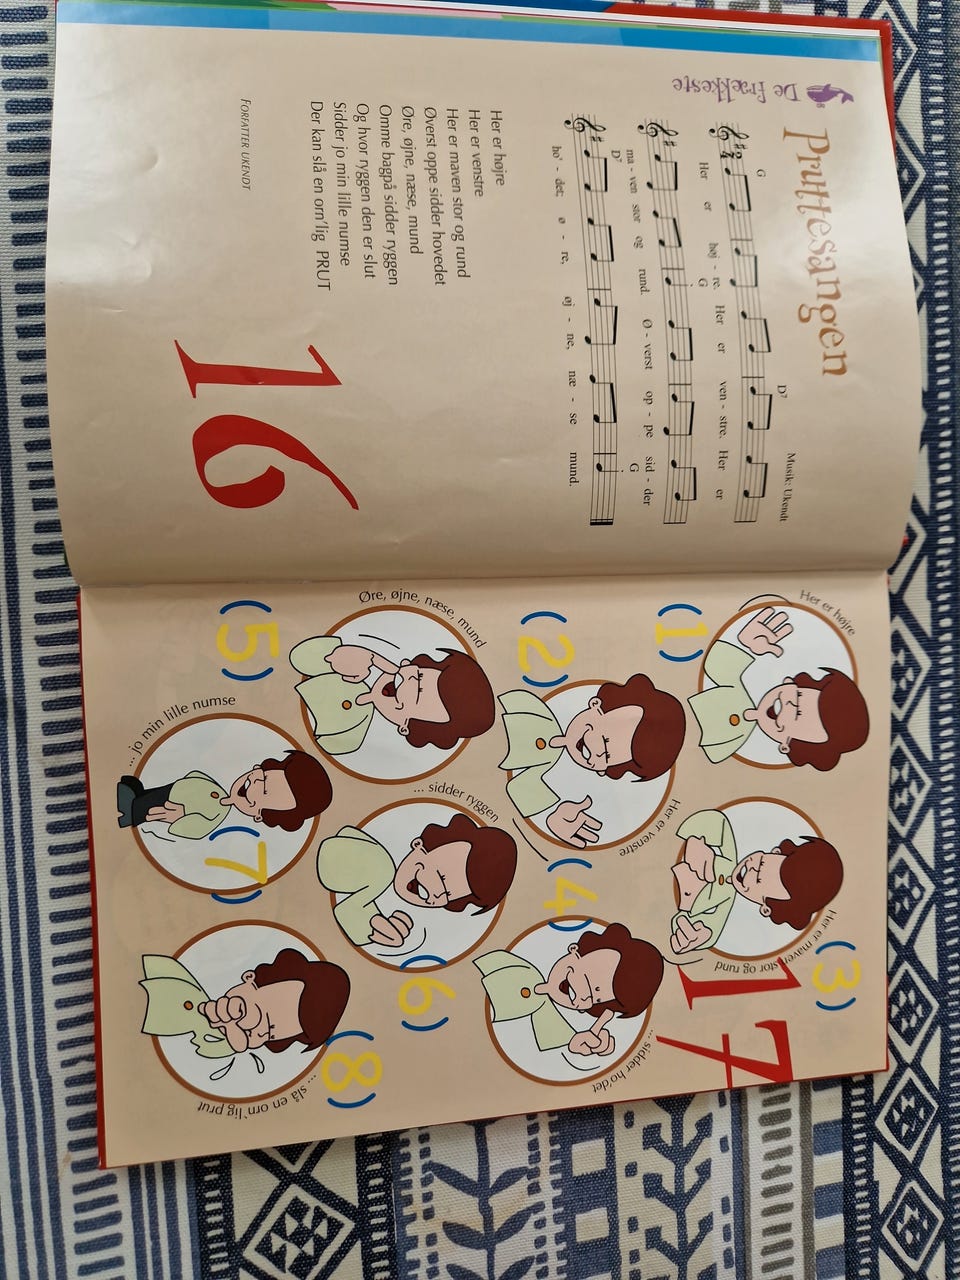 De frækkeste
Pruttesangen
Musik: Ukendt
G D⁷
Her er høj - re. Her er ven - stre. Her er
G
ma - ven stor og rund. Ø - verst op - pe sid - der
D⁷ G
ho' - det; ø - re, øj - ne, næ - se mund.
Her er højre
Her er venstre
Her er maven stor og rund
Øverst oppe sidder hovedet
Øre, øjne, næse, mund
Omme bagpå sidder ryggen
Og hvor ryggen den er slut
Sidder jo min lille numse
Der kan slå en orn'lig PRUT
FORFATTER UKENDT
16
Her er højre
(1)
Her er venstre
(2)
Her er maven stor og rund
(3)
... sidder ho'det
(4)
Øre, øjne, næse, mund
(5)
... sidder ryggen
(6)
... jo min lille numse
(7)
... slå en orn'lig prut
(8)
17